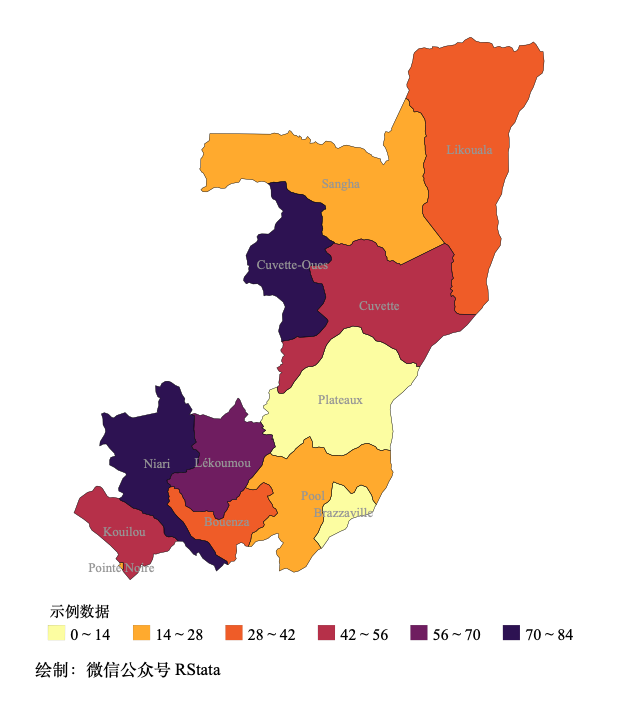 Likouala
Sangha
Cuvette-Oues
Cuvette
Plateaux
Niari
Lékoumou
Pool
Brazzaville
Bouenza
Kouilou
Pointe Noire
示例数据
0 ~ 14 14 ~ 28 28 ~ 42 42 ~ 56 56 ~ 70 70 ~ 84
绘制：微信公众号 RStata